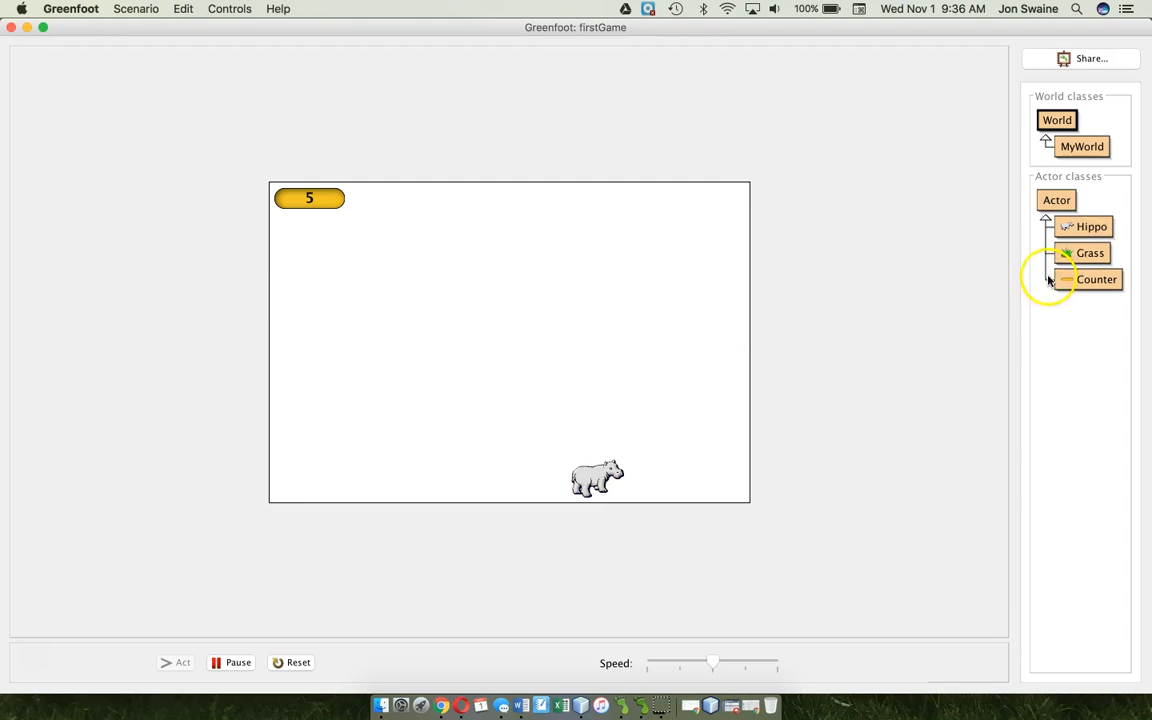 Greenfoot Scenario Edit Controls Help 100% Wed Nov 1 9:36 AM Jon Swaine
Greenfoot: firstGame
Share...
World classes
World
MyWorld
Actor classes
Actor
Hippo
Grass
Counter
5
Act Pause Reset Speed: